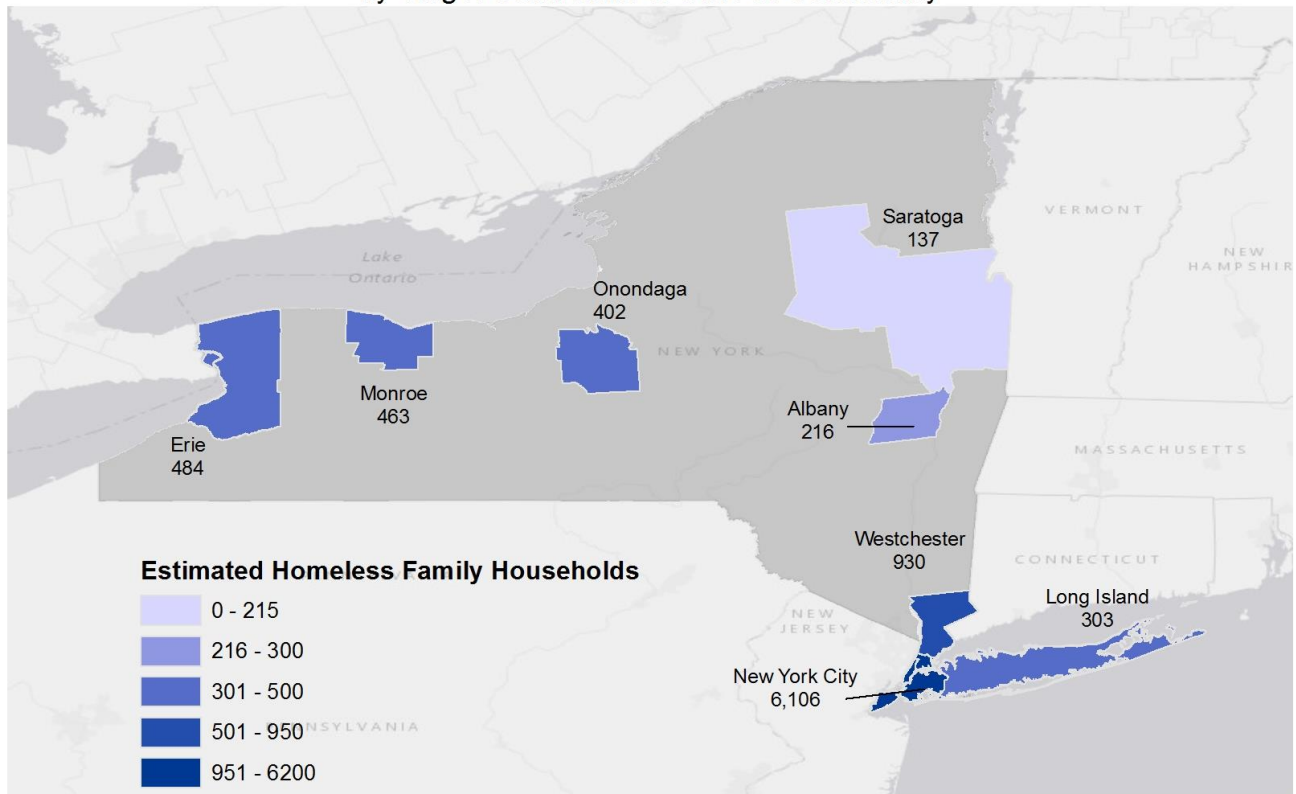 VERMONT
Saratoga
137
NEW
HAMPSHIR
Lake
Ontario
Onondaga
402
NEW YORK
Monroe
463
Albany
216
Erie
484
MASSACHUSETTS
Westchester
930
CONNECTICUT
Long Island
303
NEW
JERSEY
New York City
6,106
Estimated Homeless Family Households
0 - 215
216 - 300
301 - 500
501 - 950
951 - 6200